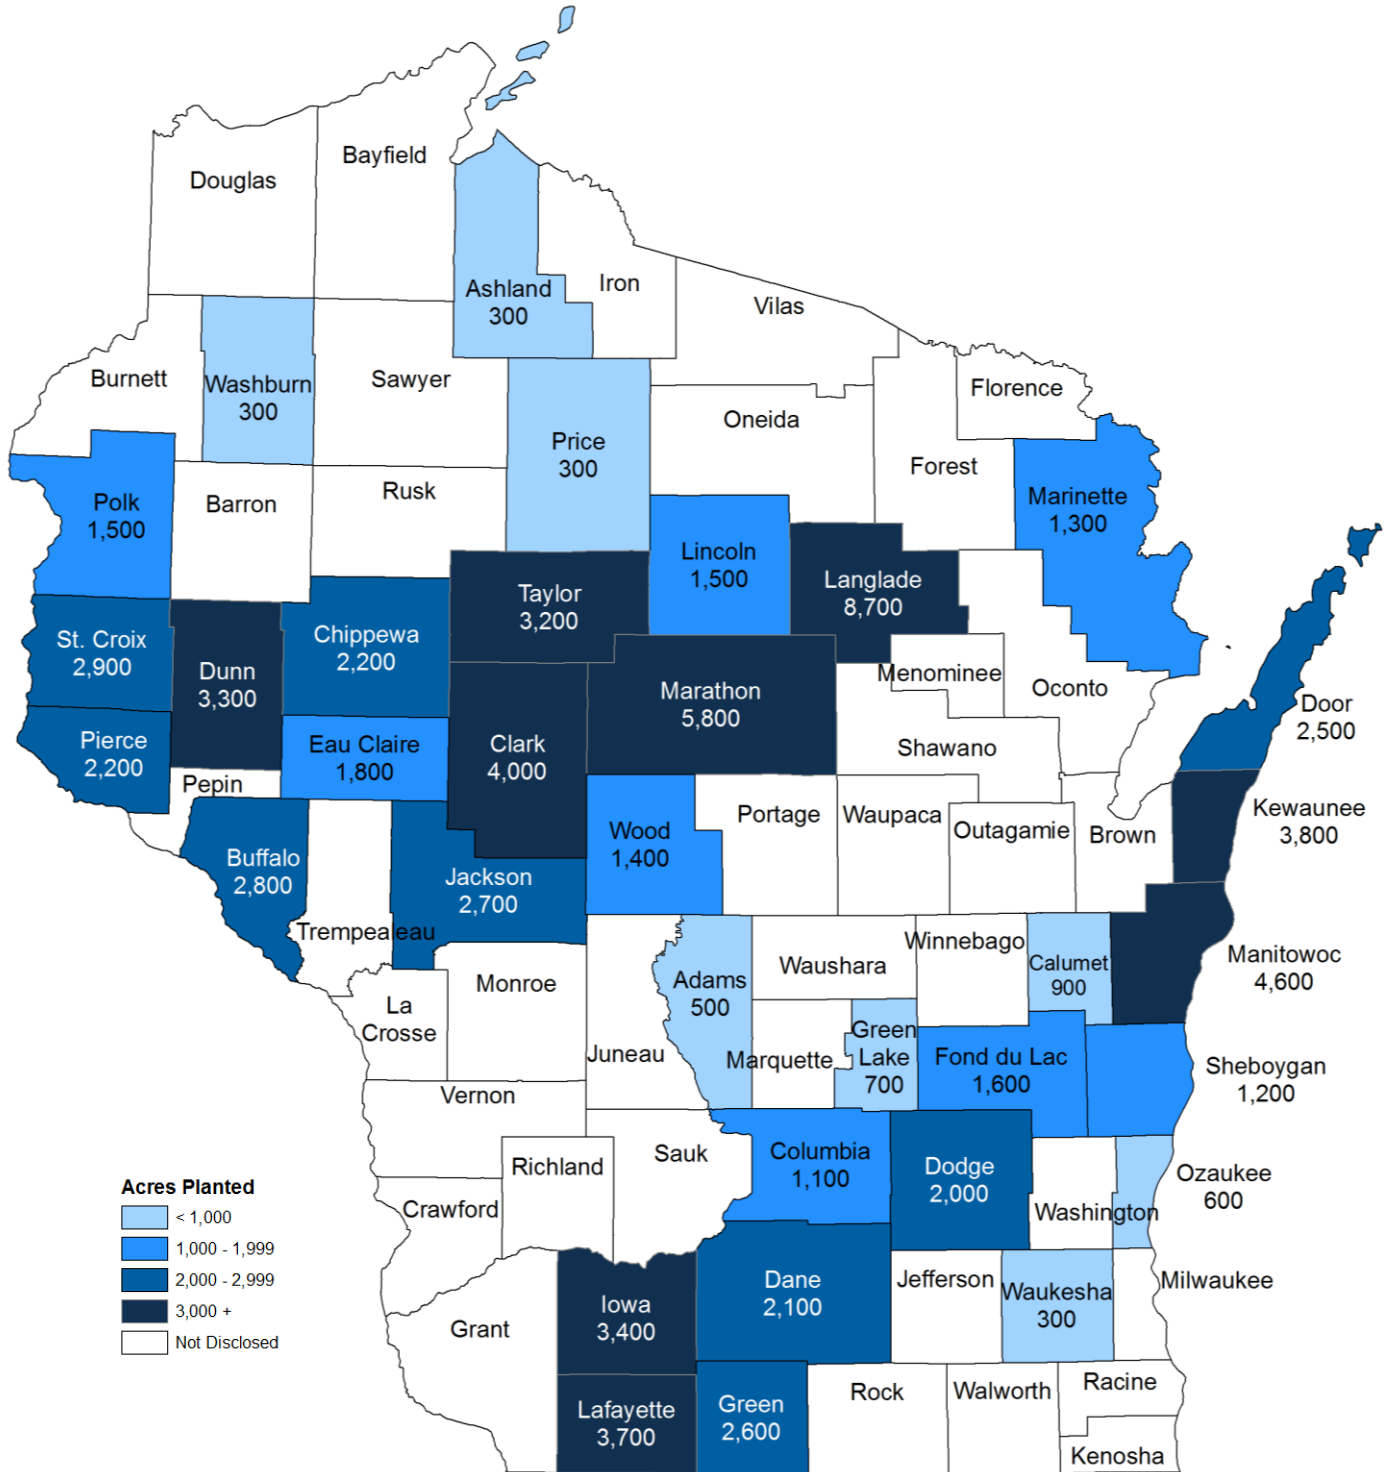 Bayfield
Douglas
Ashland
300
Iron
Vilas
Burnett
Washburn
300
Sawyer
Florence
Oneida
Price
300
Forest
Polk
1,500
Barron
Rusk
Marinette
1,300
Lincoln
1,500
Langlade
8,700
Taylor
3,200
St. Croix
2,900
Dunn
3,300
Chippewa
2,200
Menominee
Oconto
Marathon
5,800
Door
2,500
Pierce
2,200
Eau Claire
1,800
Clark
4,000
Shawano
Pepin
Kewaunee
3,800
Wood
1,400
Portage
Waupaca
Outagamie
Brown
Buffalo
2,800
Jackson
2,700
Trempealeau
Winnebago
Manitowoc
4,600
Monroe
Adams
500
Waushara
Calumet
900
La
Crosse
Juneau
Marquette
Green
Lake
700
Fond du Lac
1,600
Sheboygan
1,200
Vernon
Richland
Sauk
Columbia
1,100
Dodge
2,000
Ozaukee
600
Crawford
Washington
Acres Planted
< 1,000
1,000 - 1,999
2,000 - 2,999
3,000 +
Not Disclosed
Iowa
3,400
Dane
2,100
Jefferson
Waukesha
300
Milwaukee
Grant
Lafayette
3,700
Green
2,600
Rock
Walworth
Racine
Kenosha